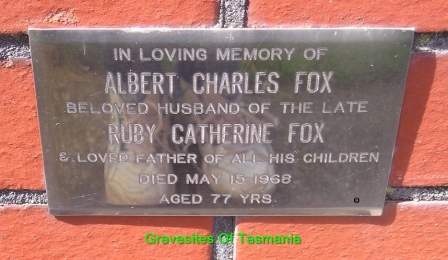 IN LOVING MEMORY OF
ALBERT CHARLES FOX
BELOVED HUSBAND OF THE LATE
RUBY CATHERINE FOX
& LOVED FATHER OF ALL HIS CHILDREN
DIED MAY 15 1968
AGED 77 YRS.
Gravesites Of Tasmania